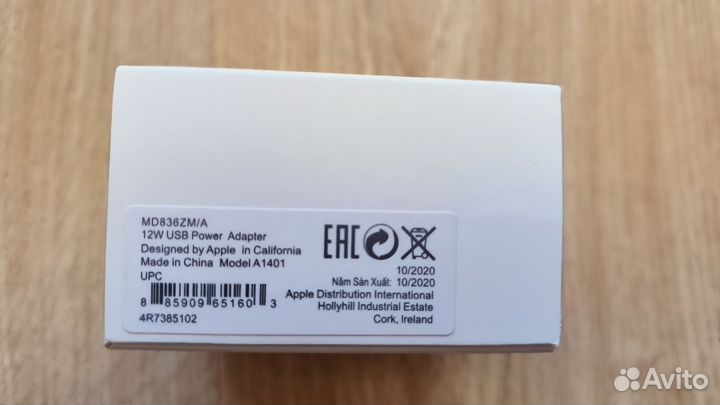 MD836ZM/A
12W USB Power Adapter
Designed by Apple in California
Made in China Model A1401
UPC
8 85909 65160 3
4R7385102
EAC
10/2020
Năm Sản Xuất: 10/2020
Apple Distribution International
Hollyhill Industrial Estate
Cork, Ireland
Avito